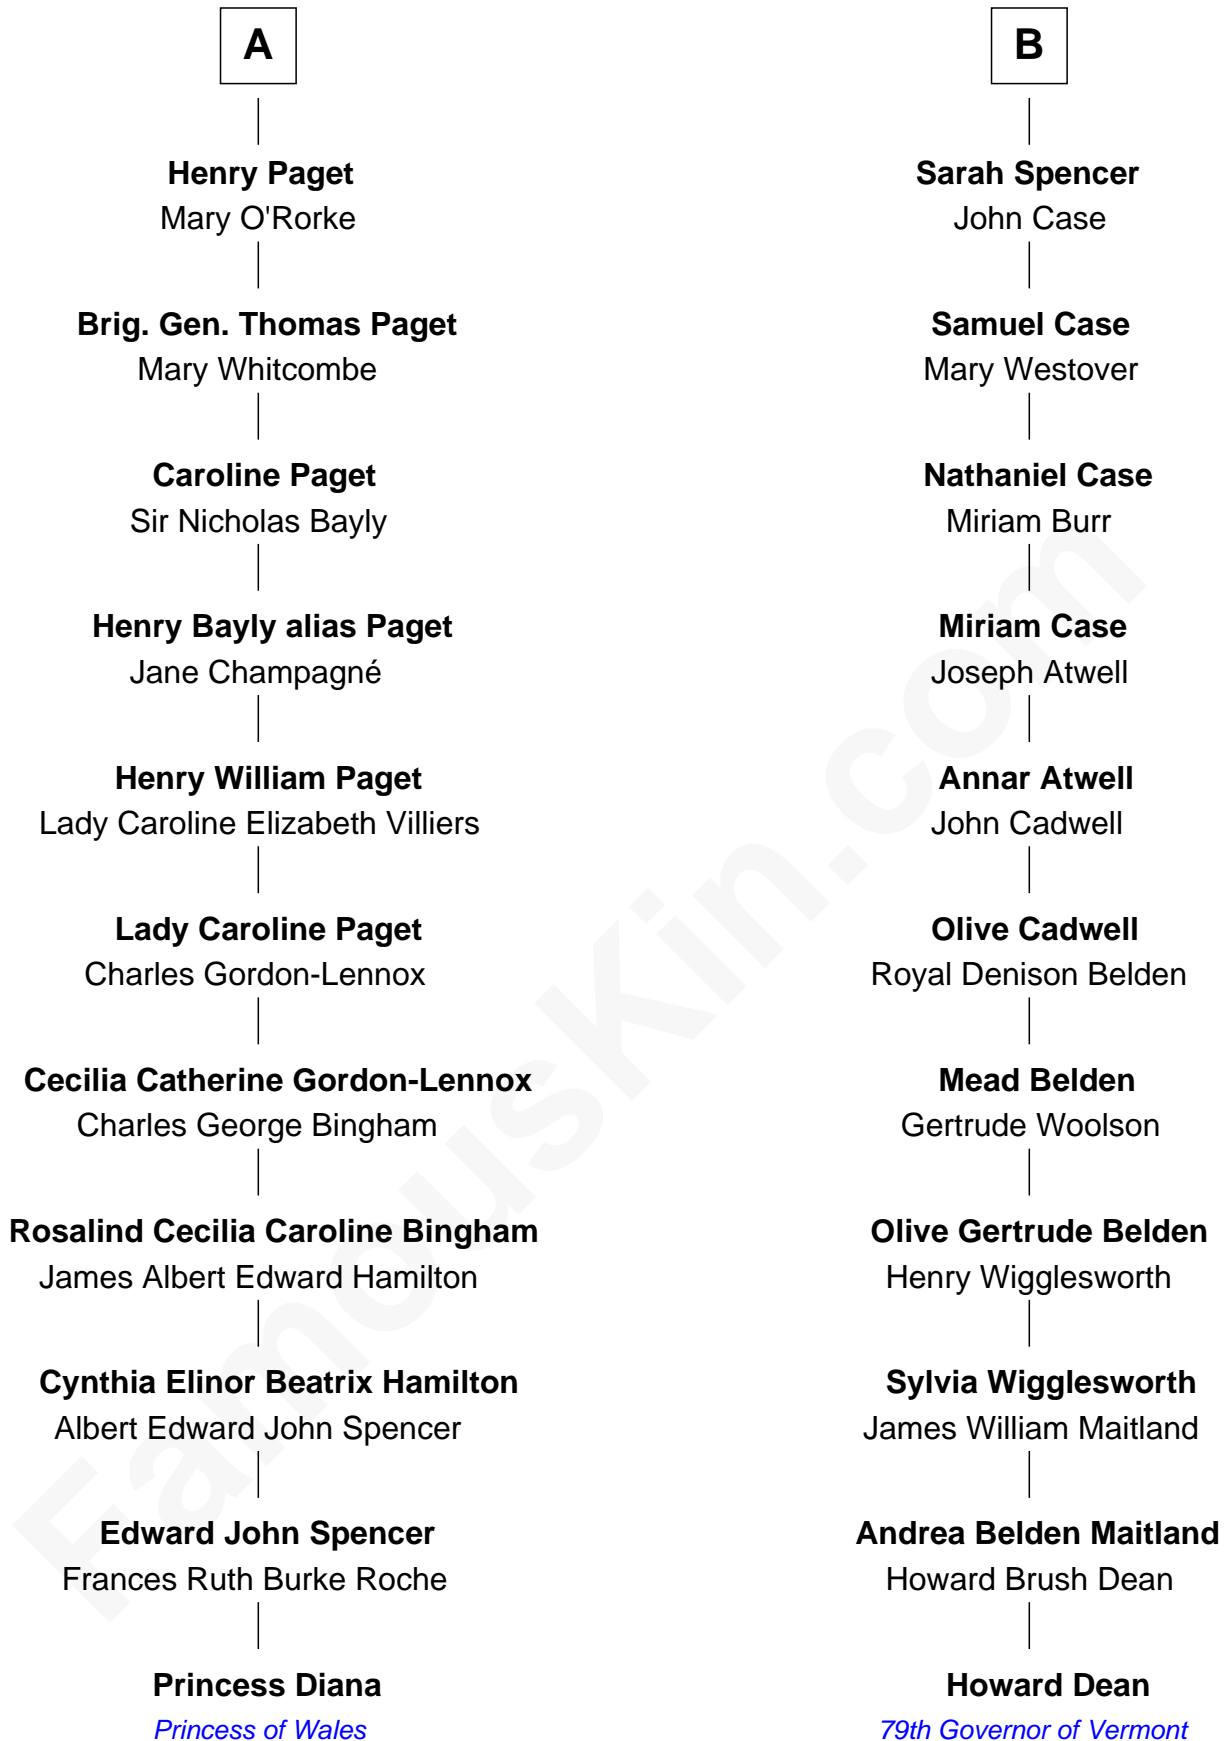 A
Henry Paget
Mary O'Rorke
Brig. Gen. Thomas Paget
Mary Whitcombe
Caroline Paget
Sir Nicholas Bayly
Henry Bayly alias Paget
Jane Champagné
Henry William Paget
Lady Caroline Elizabeth Villiers
Lady Caroline Paget
Charles Gordon-Lennox
Cecilia Catherine Gordon-Lennox
Charles George Bingham
Rosalind Cecilia Caroline Bingham
James Albert Edward Hamilton
Cynthia Elinor Beatrix Hamilton
Albert Edward John Spencer
Edward John Spencer
Frances Ruth Burke Roche
Princess Diana
Princess of Wales
B
Sarah Spencer
John Case
Samuel Case
Mary Westover
Nathaniel Case
Miriam Burr
Miriam Case
Joseph Atwell
Annar Atwell
John Cadwell
Olive Cadwell
Royal Denison Belden
Mead Belden
Gertrude Woolson
Olive Gertrude Belden
Henry Wigglesworth
Sylvia Wigglesworth
James William Maitland
Andrea Belden Maitland
Howard Brush Dean
Howard Dean
79th Governor of Vermont
FamousKin.com